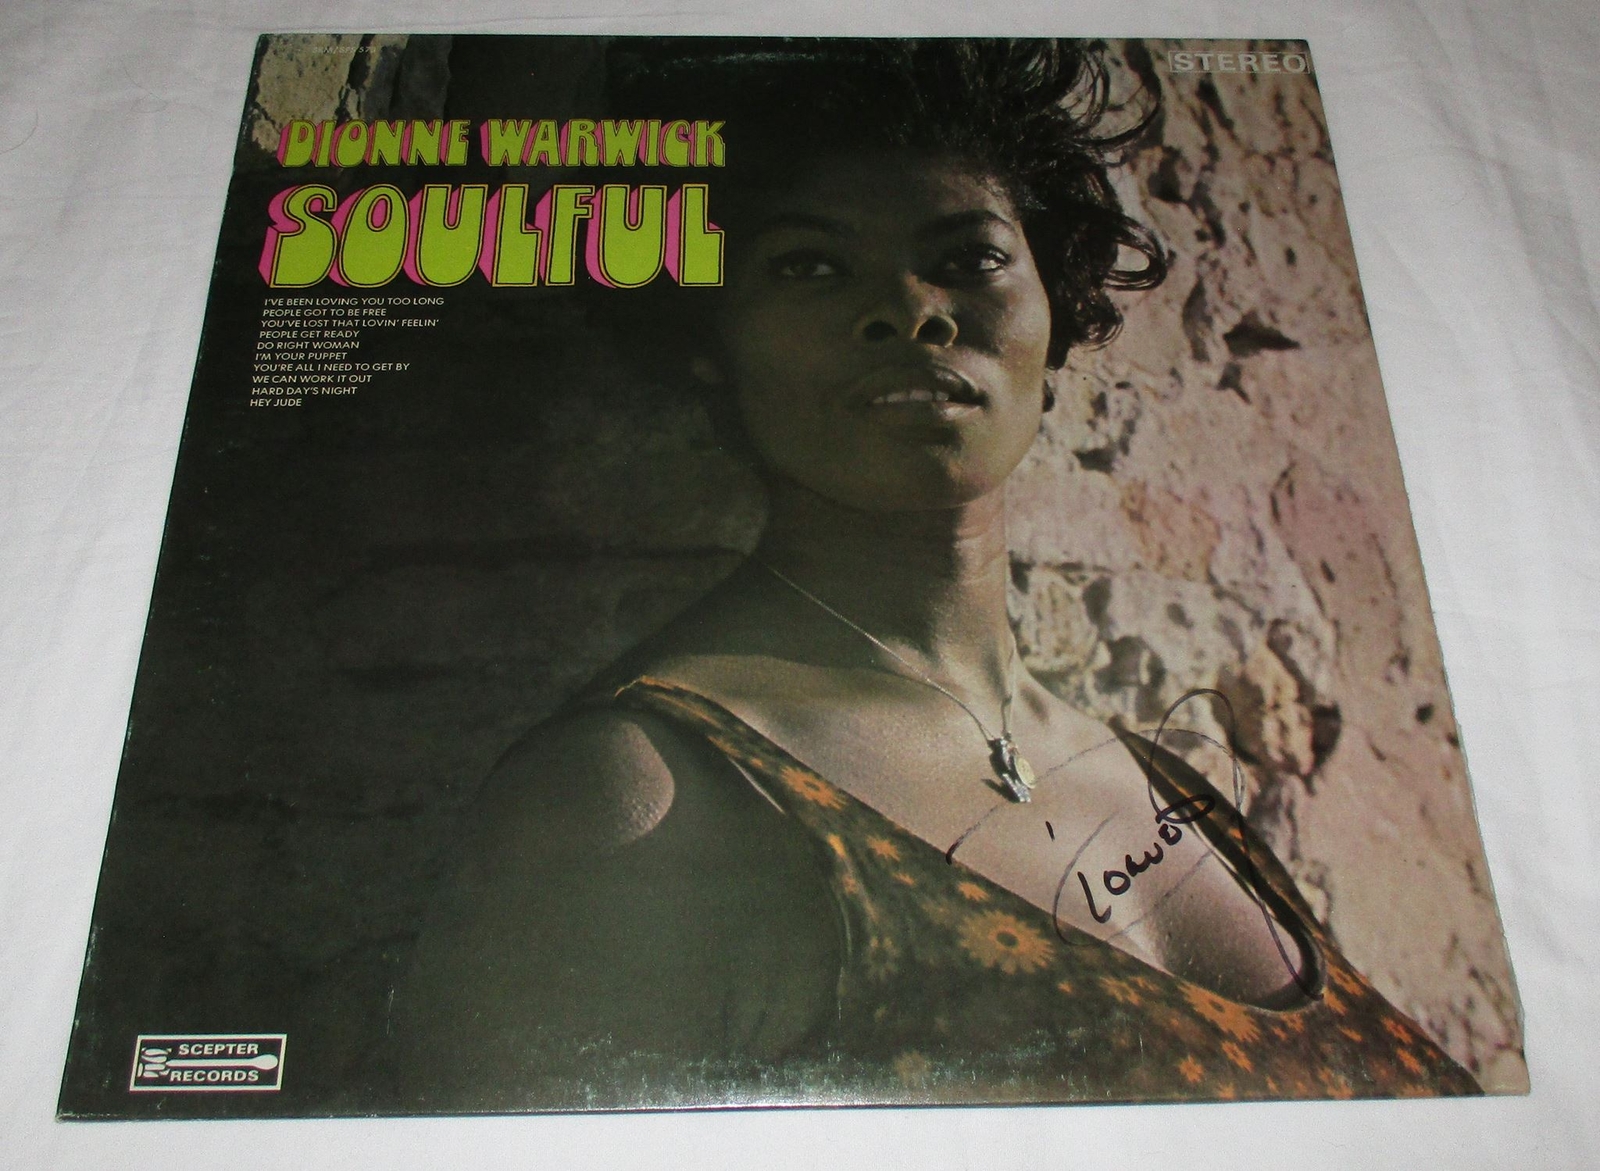 STEREO
DIONNE WARWICK
SOULFUL
I'VE BEEN LOVING YOU TOO LONG
PEOPLE GOT TO BE FREE
YOU'VE LOST THAT LOVIN' FEELIN'
PEOPLE GET READY
DO RIGHT WOMAN
I'M YOUR PUPPET
YOU'RE ALL I NEED TO GET BY
WE CAN WORK IT OUT
HARD DAY'S NIGHT
HEY JUDE
SCEPTER
RECORDS